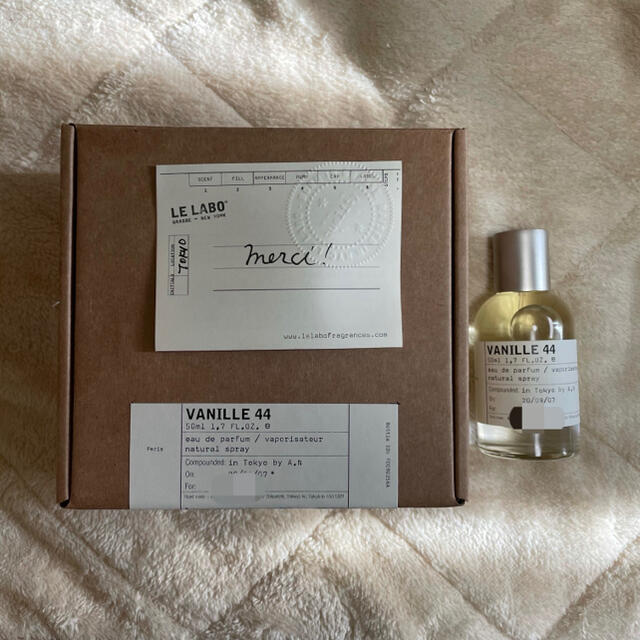 SCENT FILL APPEARANCE PUMP CAP LABEL
1 2 3 4 5 6
LE LABO
GRASSE — NEW YORK
TOKYO
merci!
www.lelabofragrances.com
VANILLE 44
50ml 1,7 FL.OZ. ℮
eau de parfum / vaporisateur
natural spray
Paris
Compounded: in Tokyo by A.N
On:
For:
VANILLE 44
50ml 1,7 FL.OZ. ℮
eau de parfum / vaporisateur
natural spray
Compounded: in Tokyo by A.N
20/09/07